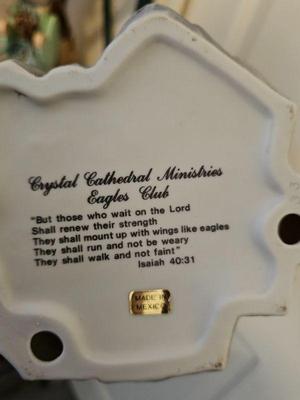 Crystal Cathedral Ministries
Eagles Club
"But those who wait on the Lord
Shall renew their strength
They shall mount up with wings like eagles
They shall run and not be weary
They shall walk and not faint"
Isaiah 40:31
MADE IN
MEXICO